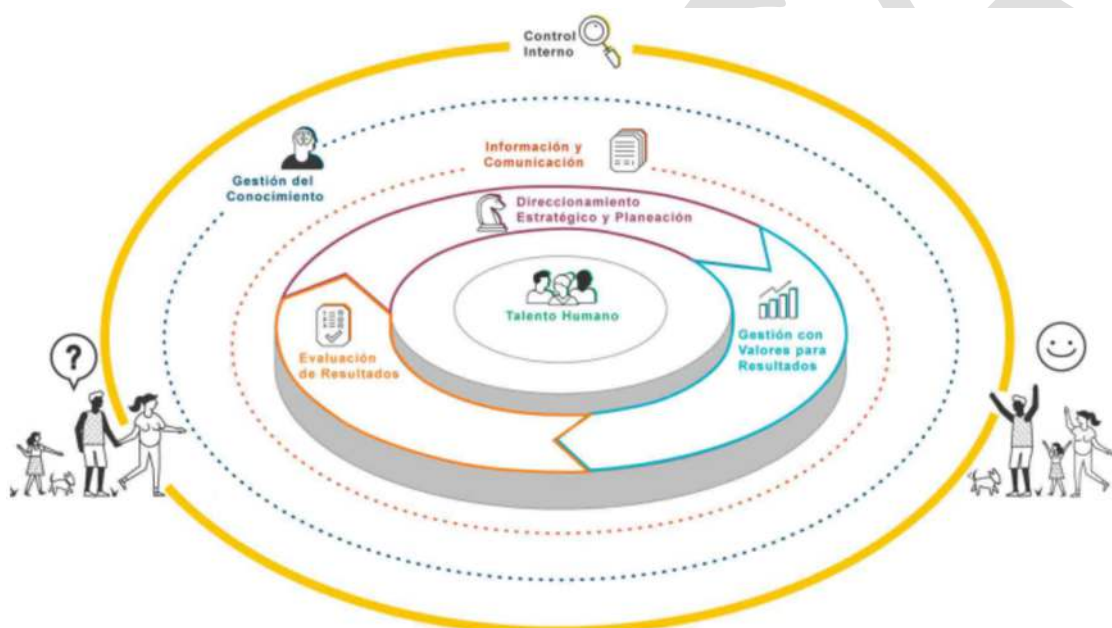 Control
Interno
Información y
Comunicación
Gestión del
Conocimiento
Direccionamiento
Estratégico y Planeación
Talento Humano
Gestión con
Valores para
Resultados
Evaluación
de Resultados
?